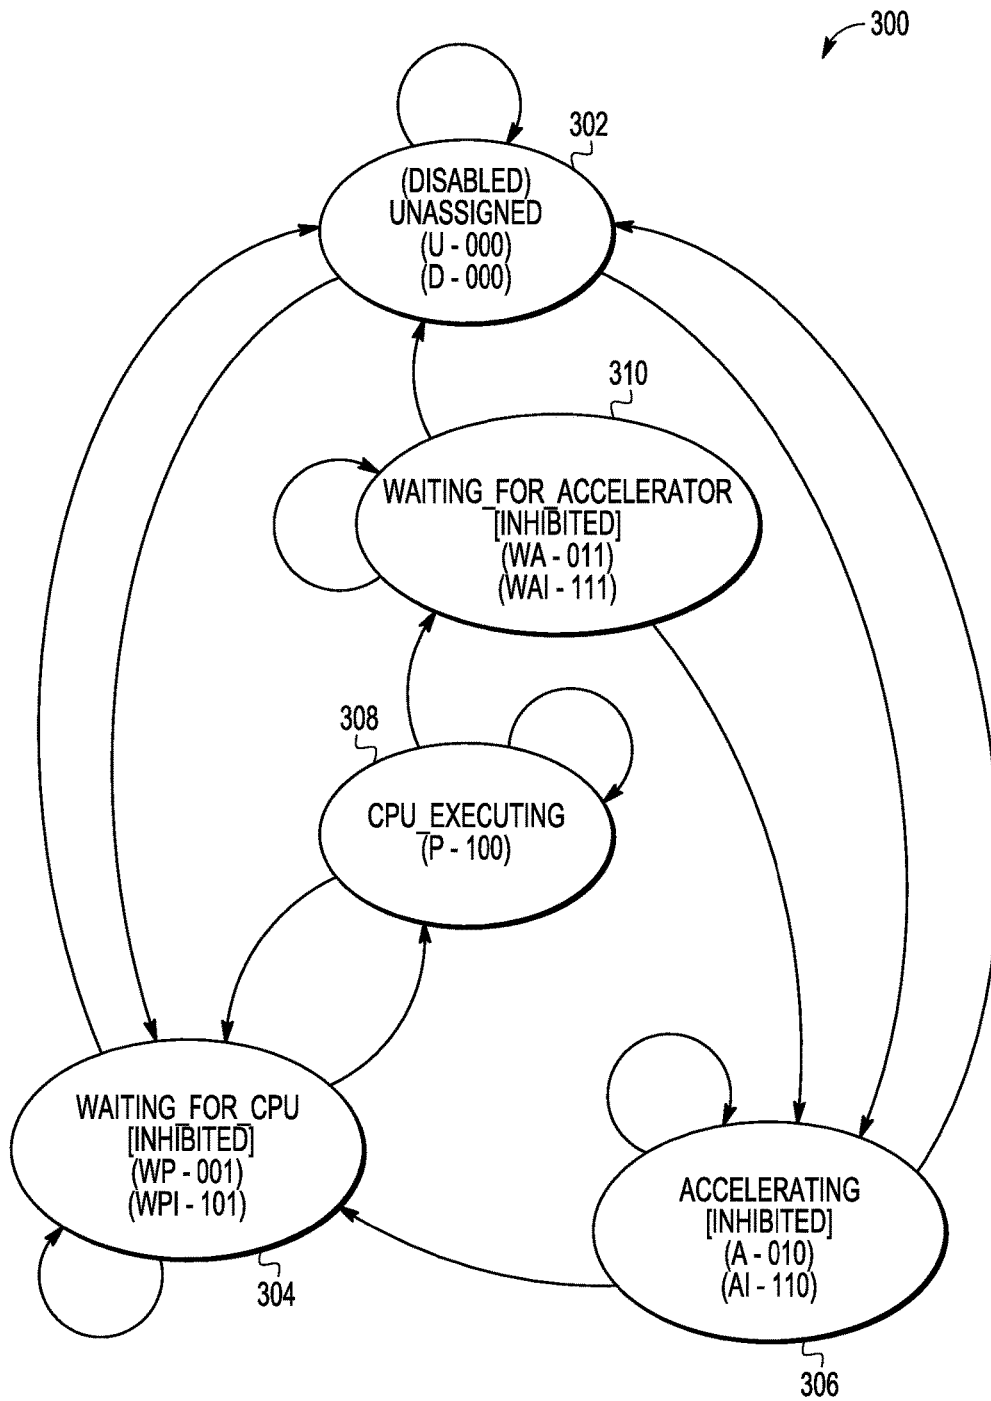 300
302
(DISABLED)
UNASSIGNED
(U - 000)
(D - 000)
310
WAITING_FOR_ACCELERATOR
[INHIBITED]
(WA - 011)
(WAI - 111)
308
CPU_EXECUTING
(P - 100)
WAITING_FOR_CPU
[INHIBITED]
(WP - 001)
(WPI - 101)
304
ACCELERATING
[INHIBITED]
(A - 010)
(AI - 110)
306